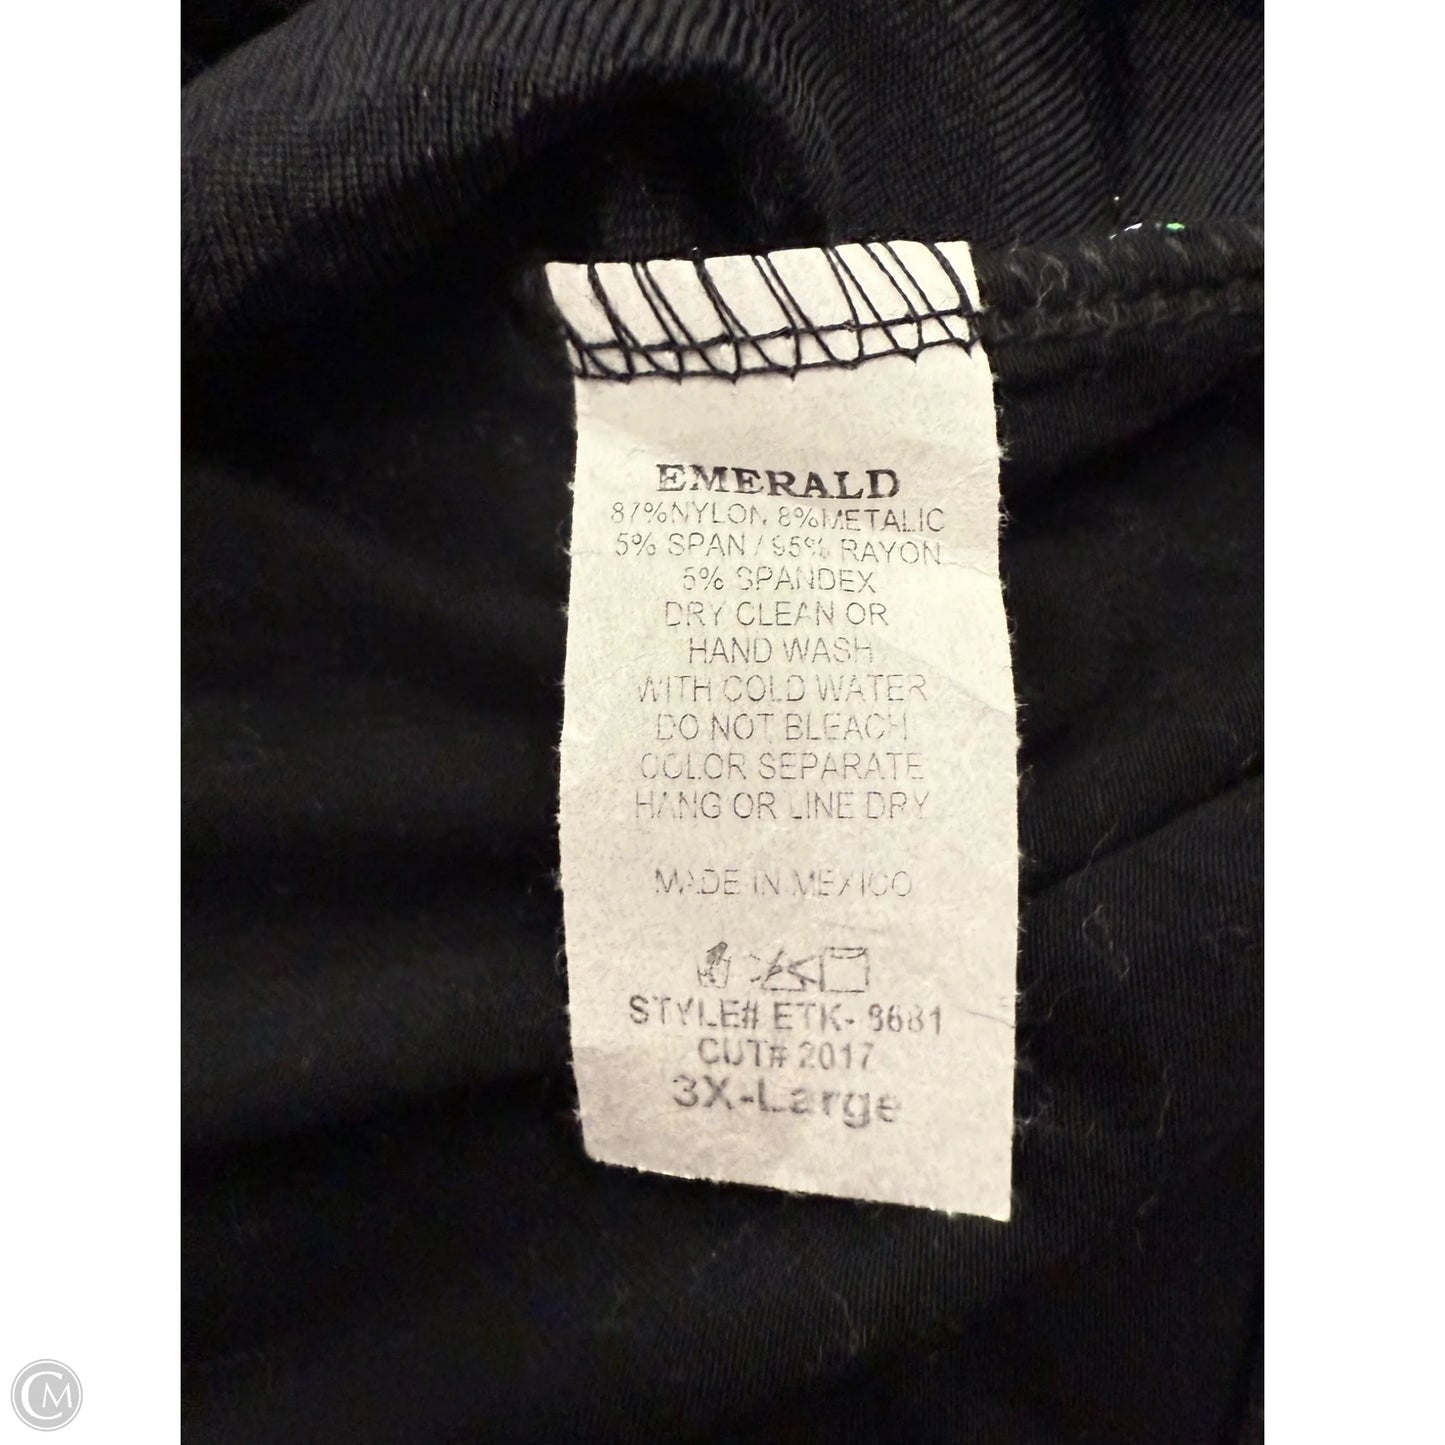 EMERALD
87%NYLON, 8%METALIC
5% SPAN / 95% RAYON
5% SPANDEX
DRY CLEAN OR
HAND WASH
WITH COLD WATER
DO NOT BLEACH
COLOR SEPARATE
HANG OR LINE DRY
MADE IN MEXICO
STYLE# ETK-
CUT# 2017
3X-Large
CM